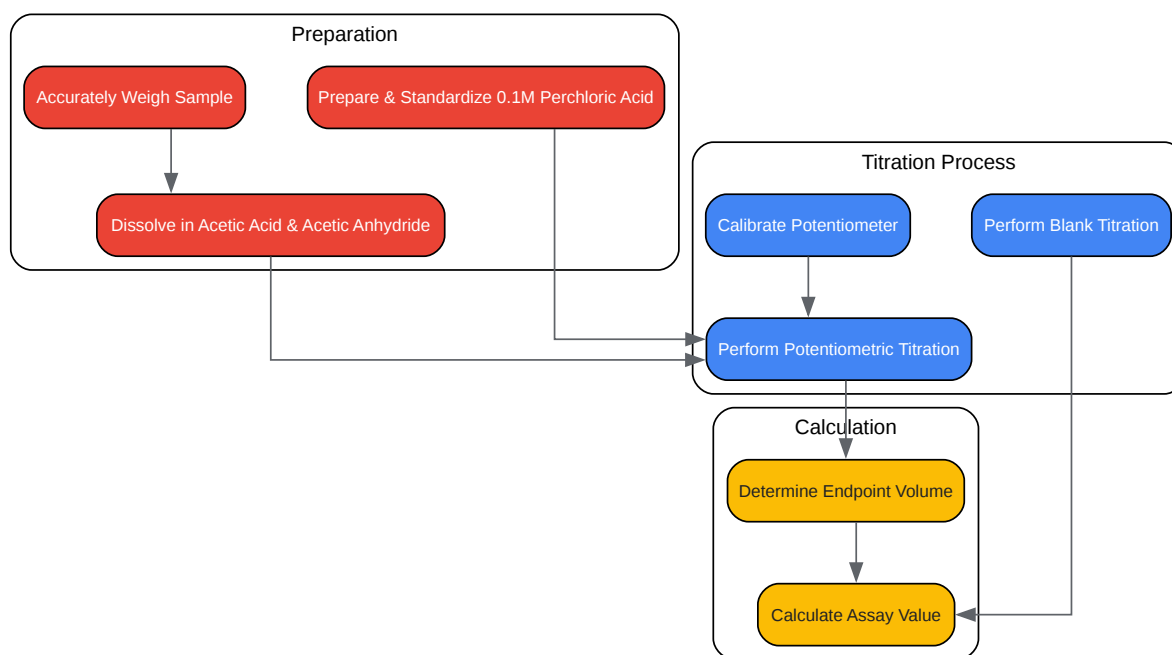 Preparation
Accurately Weigh Sample
Prepare & Standardize 0.1M Perchloric Acid
Dissolve in Acetic Acid & Acetic Anhydride
Titration Process
Calibrate Potentiometer
Perform Blank Titration
Perform Potentiometric Titration
Calculation
Determine Endpoint Volume
Calculate Assay Value